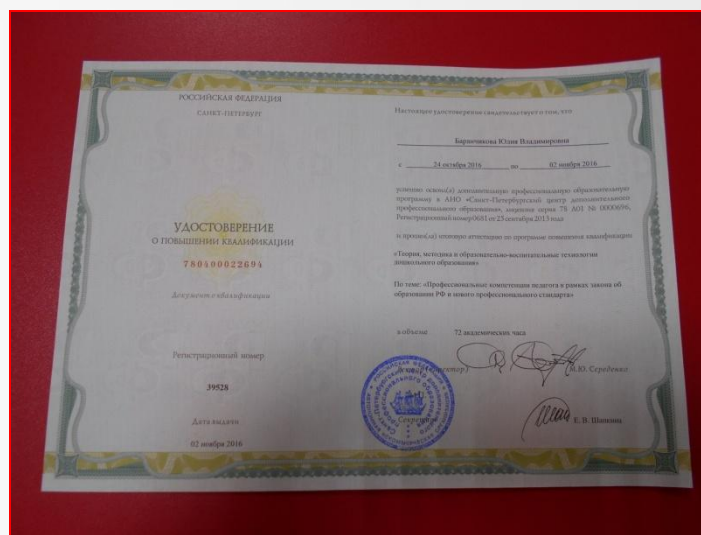 РОССИЙСКАЯ ФЕДЕРАЦИЯ
САНКТ-ПЕТЕРБУРГ
УДОСТОВЕРЕНИЕ
О ПОВЫШЕНИИ КВАЛИФИКАЦИИ
780400022694
Документ о квалификации
Регистрационный номер
39528
Дата выдачи
02 ноября 2016
Настоящее удостоверение свидетельствует о том, что
Юлия Владимировна
с 24 октября 2016 по 02 ноября 2016
успешно освоил(а) дополнительную профессиональную образовательную
программу в АНО «Санкт-Петербургский центр дополнительного
профессионального образования», лицензия серия 78 ЛО1 № 0000696,
Регистрационный номер 0681 от 25 сентября 2013 года
и прошел(ла) итоговую аттестацию по программе повышения квалификации
«Теория, методика и образовательно-воспитательные технологии
дошкольного образования»
По теме: «Профессиональные компетенции педагога в рамках закона об
образовании РФ и нового профессионального стандарта»
в объеме 72 академических часа
Ю.О. Середенко
Секретарь Е. В.